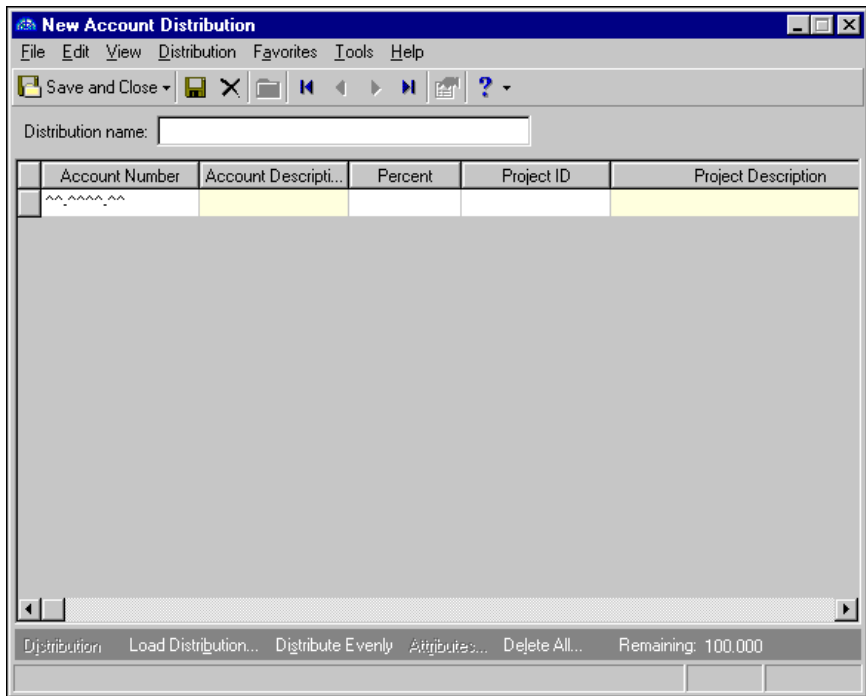 New Account Distribution
File Edit View Distribution Favorites Tools Help
Save and Close ?
Distribution name:
Account Number Account Descripti... Percent Project ID Project Description
^^-^^^^-^^
Distribution Load Distribution... Distribute Evenly Attributes... Delete All... Remaining: 100.000